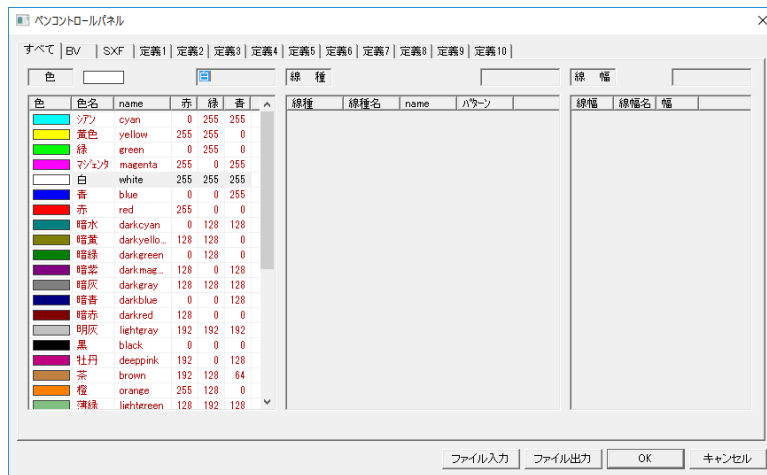 ペンコントロールパネル
すべて BV SXF 定義1 定義2 定義3 定義4 定義5 定義6 定義7 定義8 定義9 定義10
色 白 線 種 線 幅
色 色名 name 赤 緑 青 線種 線種名 name パターン 線幅 線幅名 幅
シアン cyan 0 255 255
黄色 yellow 255 255 0
緑 green 0 255 0
マジェンタ magenta 255 0 255
白 white 255 255 255
青 blue 0 0 255
赤 red 255 0 0
暗水 darkcyan 0 128 128
暗黄 darkyello... 128 128 0
暗緑 darkgreen 0 128 0
暗紫 darkmag... 128 0 128
暗灰 darkgray 128 128 128
暗青 darkblue 0 0 128
暗赤 darkred 128 0 0
明灰 lightgray 192 192 192
黒 black 0 0 0
牡丹 deeppink 192 0 128
茶 brown 192 128 64
橙 orange 255 128 0
薄緑 lightgreen 128 192 128
ファイル入力 ファイル出力 OK キャンセル